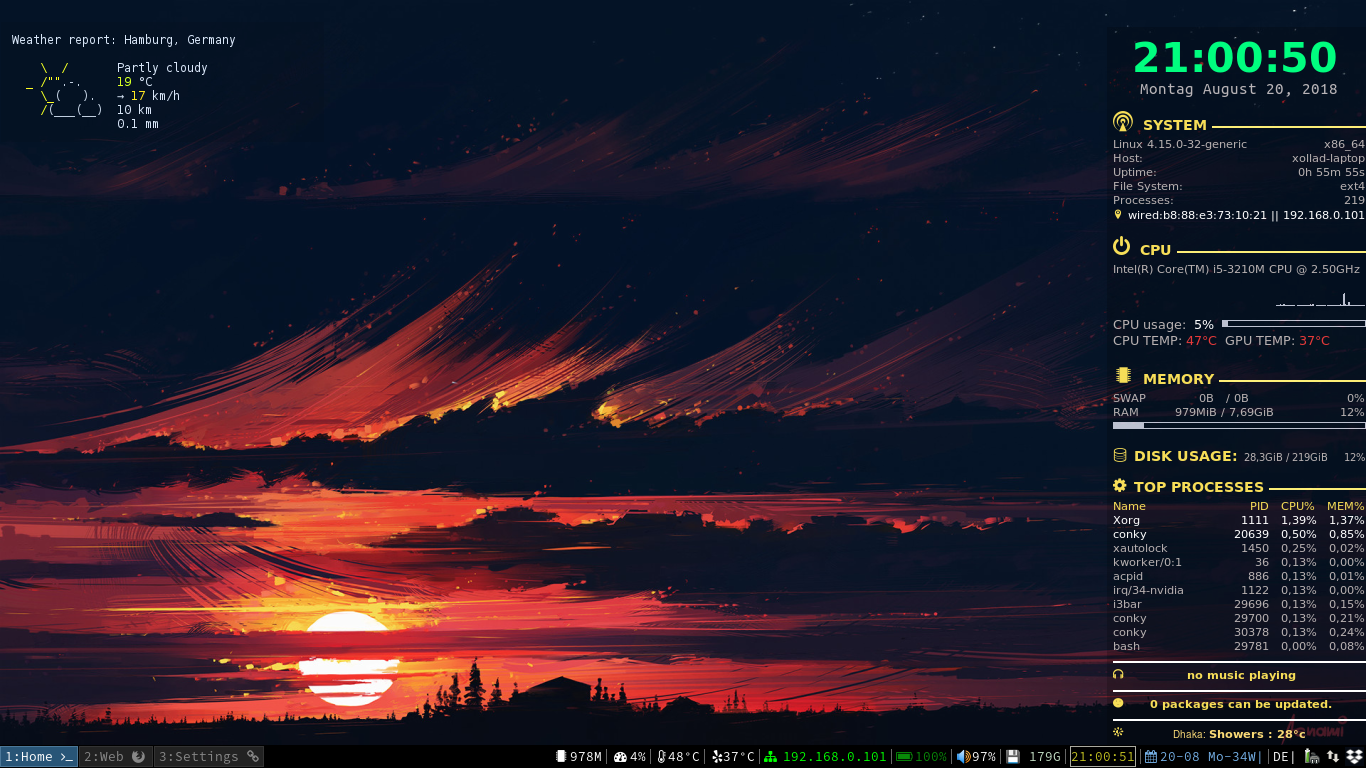 Weather report: Hamburg, Germany
Partly cloudy
19 °C
→ 17 km/h
10 km
0.1 mm
21:00:50
Montag August 20, 2018
SYSTEM
Linux 4.15.0-32-generic x86_64
Host: xollad-laptop
Uptime: 0h 55m 55s
File System: ext4
Processes: 219
wired:b8:88:e3:73:10:21 || 192.168.0.101
CPU
Intel(R) Core(TM) i5-3210M CPU @ 2.50GHz
CPU usage: 5%
CPU TEMP: 47°C GPU TEMP: 37°C
MEMORY
SWAP 0B / 0B 0%
RAM 979MiB / 7,69GiB 12%
DISK USAGE: 28,3GiB / 219GiB 12%
TOP PROCESSES
Name PID CPU% MEM%
Xorg 1111 1,39% 1,37%
conky 20639 0,50% 0,85%
xautolock 1450 0,25% 0,02%
kworker/0:1 36 0,13% 0,00%
acpid 886 0,13% 0,01%
irq/34-nvidia 1122 0,13% 0,00%
i3bar 29696 0,13% 0,15%
conky 29700 0,13% 0,21%
conky 30378 0,13% 0,24%
bash 29781 0,00% 0,08%
no music playing
0 packages can be updated.
Dhaka: Showers : 28°c
1:Home >_ 2:Web 3:Settings 978M | 4% | 48°C | 37°C | 192.168.0.101 | 100% | 97% | 179G 21:00:51 20-08 Mo-34W| DE|